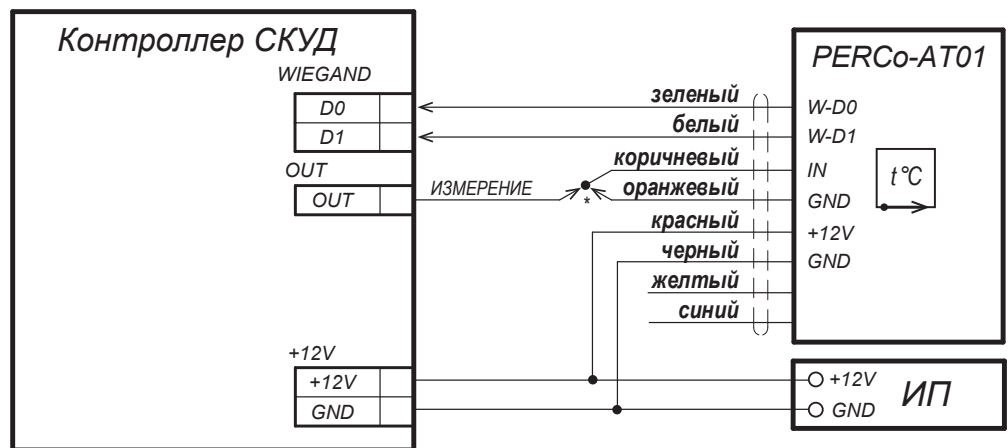 Контроллер СКУД
WIEGAND
D0
D1
OUT
OUT
+12V
+12V
GND
ИЗМЕРЕНИЕ
*
зеленый
белый
коричневый
оранжевый
красный
черный
желтый
синий
PERCo-AT01
W-D0
W-D1
IN
GND
+12V
GND
t°C
+12V
GND
ИП